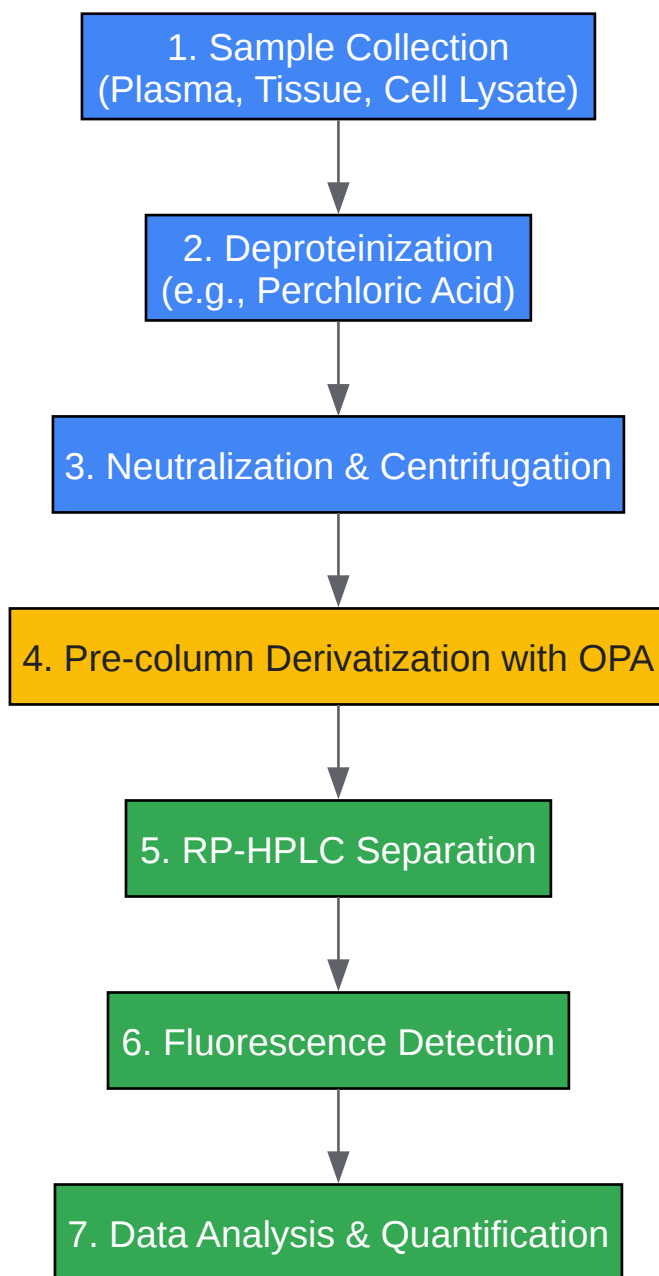 1. Sample Collection
(Plasma, Tissue, Cell Lysate)
2. Deproteinization
(e.g., Perchloric Acid)
3. Neutralization & Centrifugation
4. Pre-column Derivatization with OPA
5. RP-HPLC Separation
6. Fluorescence Detection
7. Data Analysis & Quantification